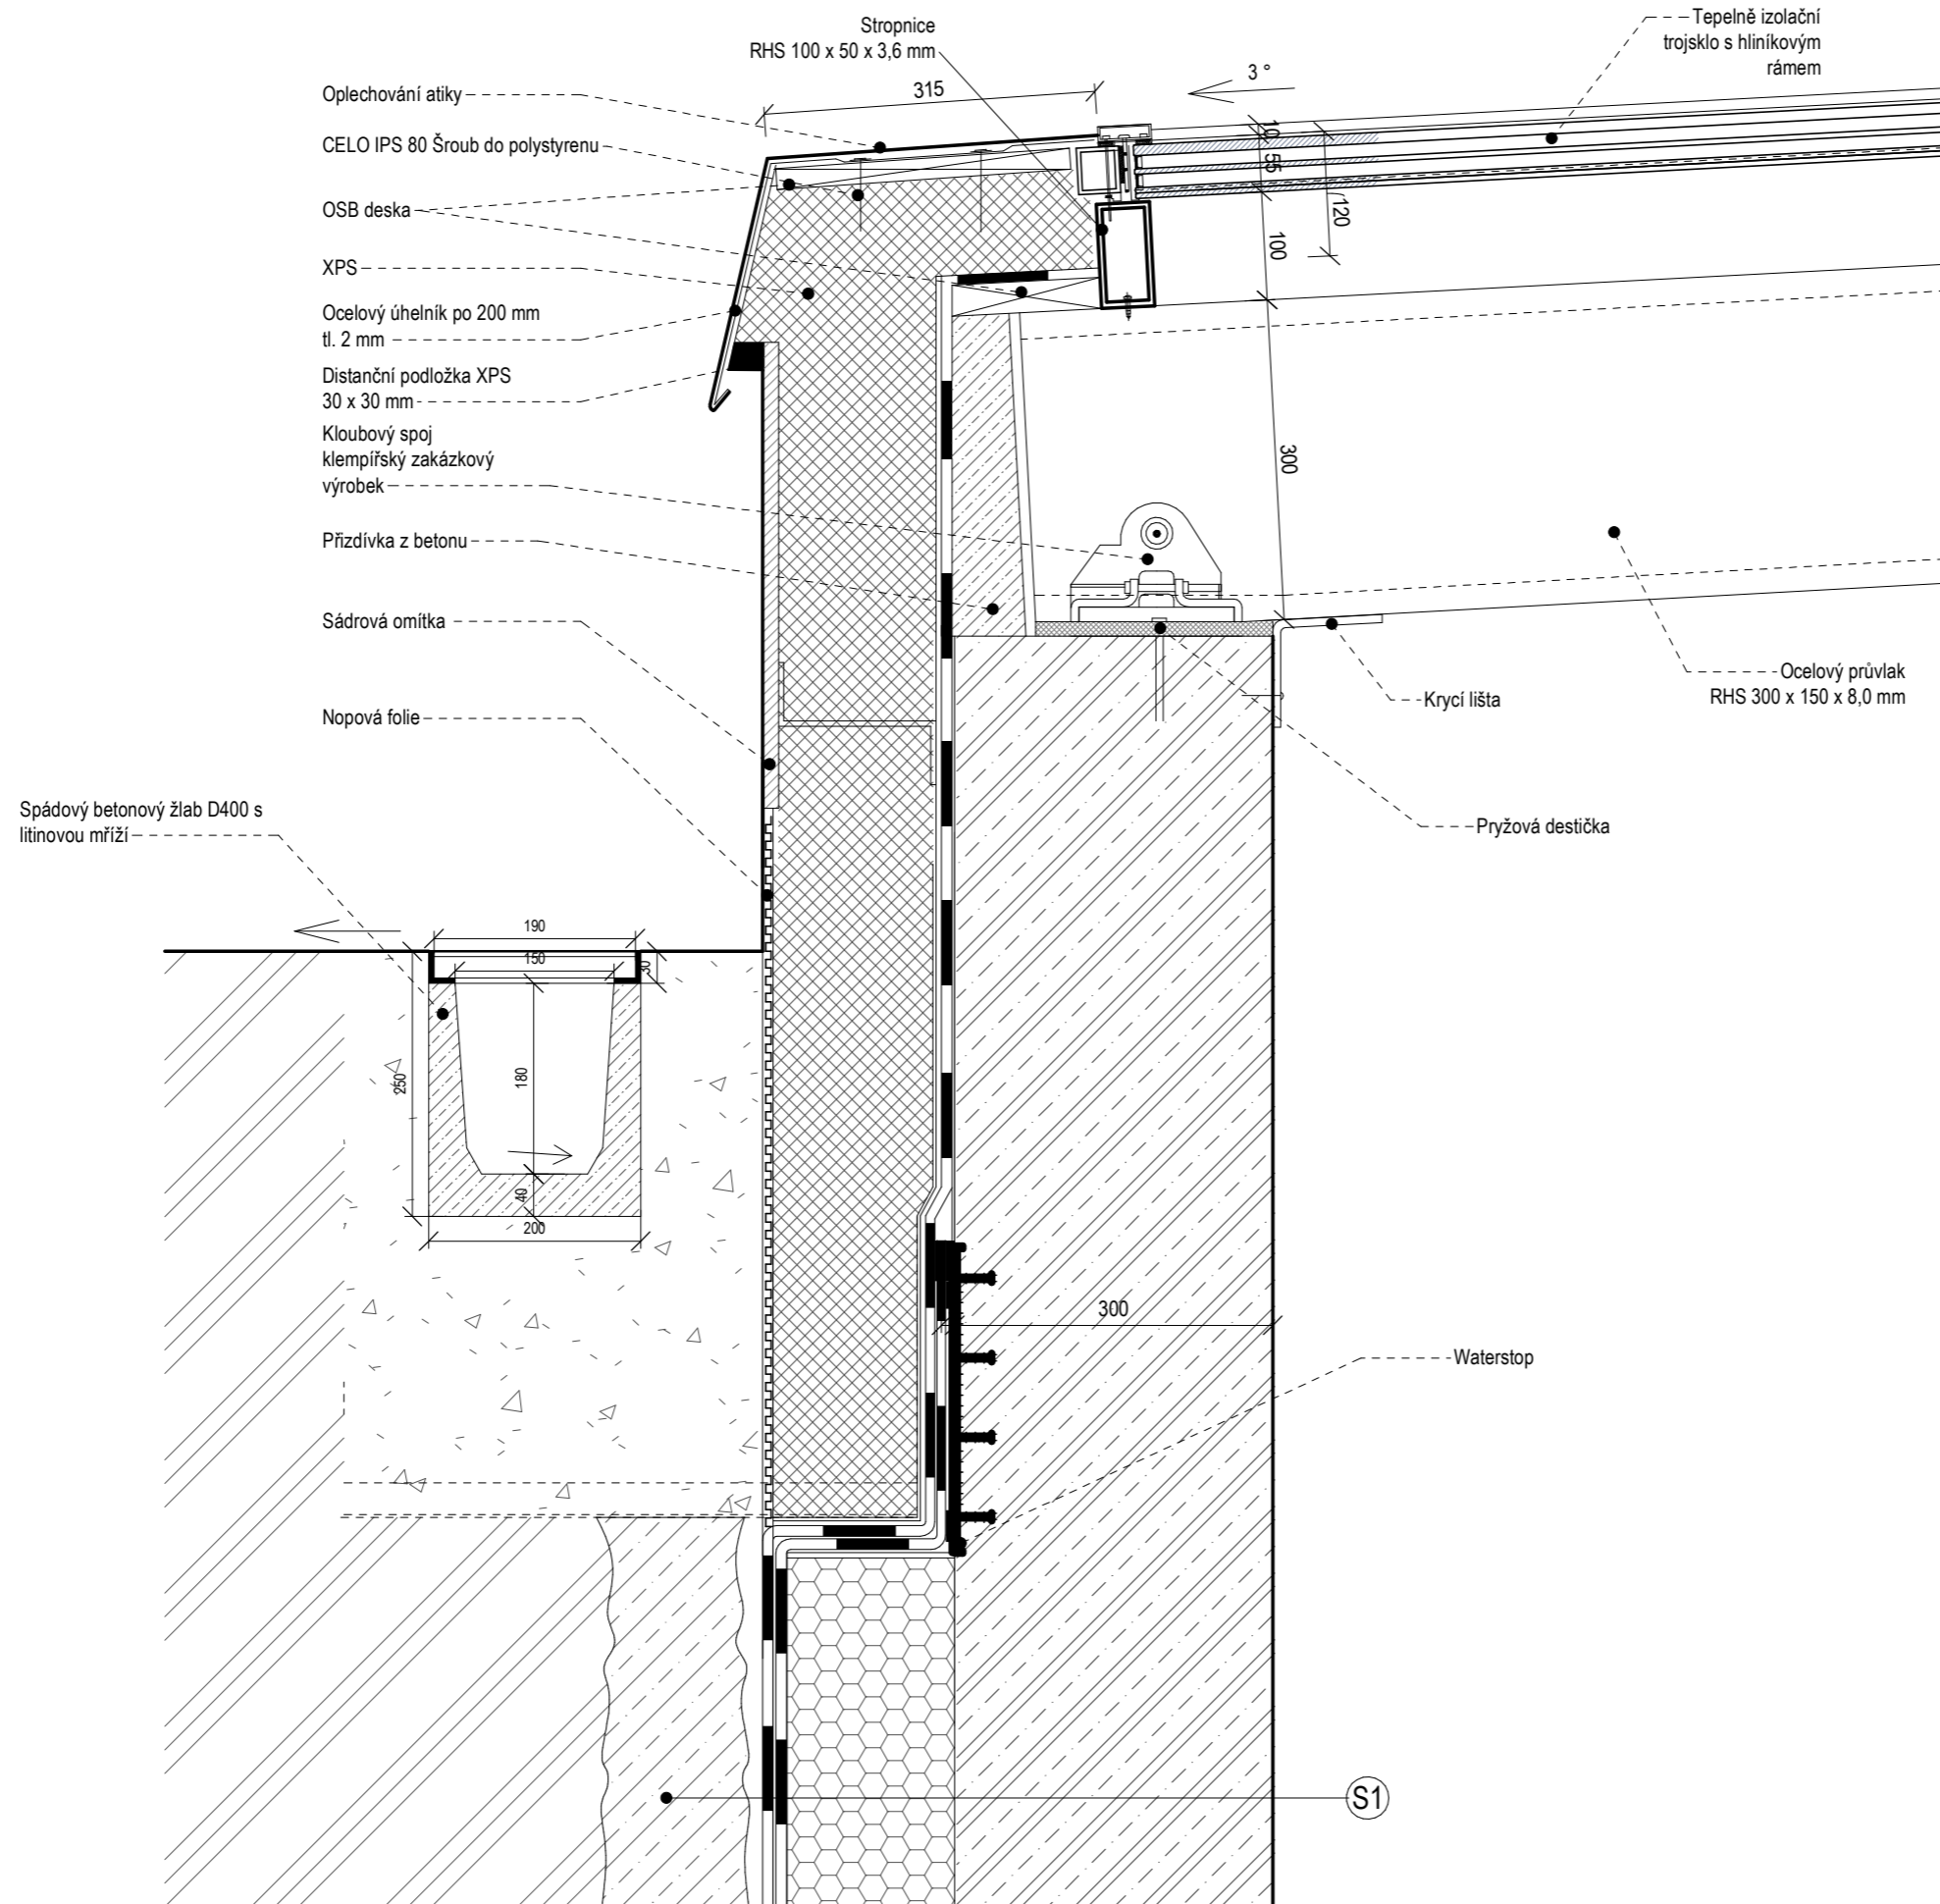 Stropnice
RHS 100 x 50 x 3,6 mm
Tepelně izolační
trojsklo s hliníkovým
rámem
3 °
315
Oplechování atiky
CELO IPS 80 Šroub do polystyrenu
OSB deska
XPS
Ocelový úhelník po 200 mm
tl. 2 mm
Distanční podložka XPS
30 x 30 mm
Kloubový spoj
klempířský zakázkový
výrobek
Přizdívka z betonu
Sádrová omítka
Nopová folie
Spádový betonový žlab D400 s
litinovou mříží
10
55
120
100
300
Ocelový průvlak
RHS 300 x 150 x 8,0 mm
Krycí lišta
Pryžová destička
190
150
30
250
180
40
200
300
Waterstop
S1